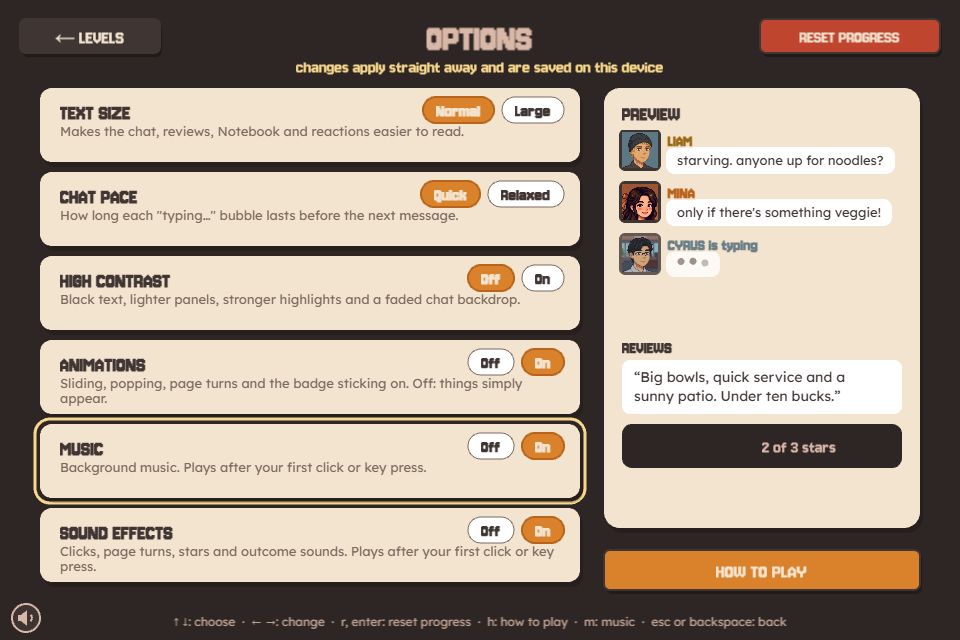 ← LEVELS
OPTIONS
RESET PROGRESS
changes apply straight away and are saved on this device
TEXT SIZE
Normal
Large
Makes the chat, reviews, Notebook and reactions easier to read.
CHAT PACE
Quick
Relaxed
How long each "typing…" bubble lasts before the next message.
HIGH CONTRAST
Off
On
Black text, lighter panels, stronger highlights and a faded chat backdrop.
ANIMATIONS
Off
On
Sliding, popping, page turns and the badge sticking on. Off: things simply
appear.
MUSIC
Off
On
Background music. Plays after your first click or key press.
SOUND EFFECTS
Off
On
Clicks, page turns, stars and outcome sounds. Plays after your first click or key
press.
PREVIEW
LIAM
starving. anyone up for noodles?
MINA
only if there's something veggie!
CYRUS is typing
REVIEWS
“Big bowls, quick service and a
sunny patio. Under ten bucks.”
2 of 3 stars
HOW TO PLAY
↑ ↓: choose · ← →: change · r, enter: reset progress · h: how to play · m: music · esc or backspace: back